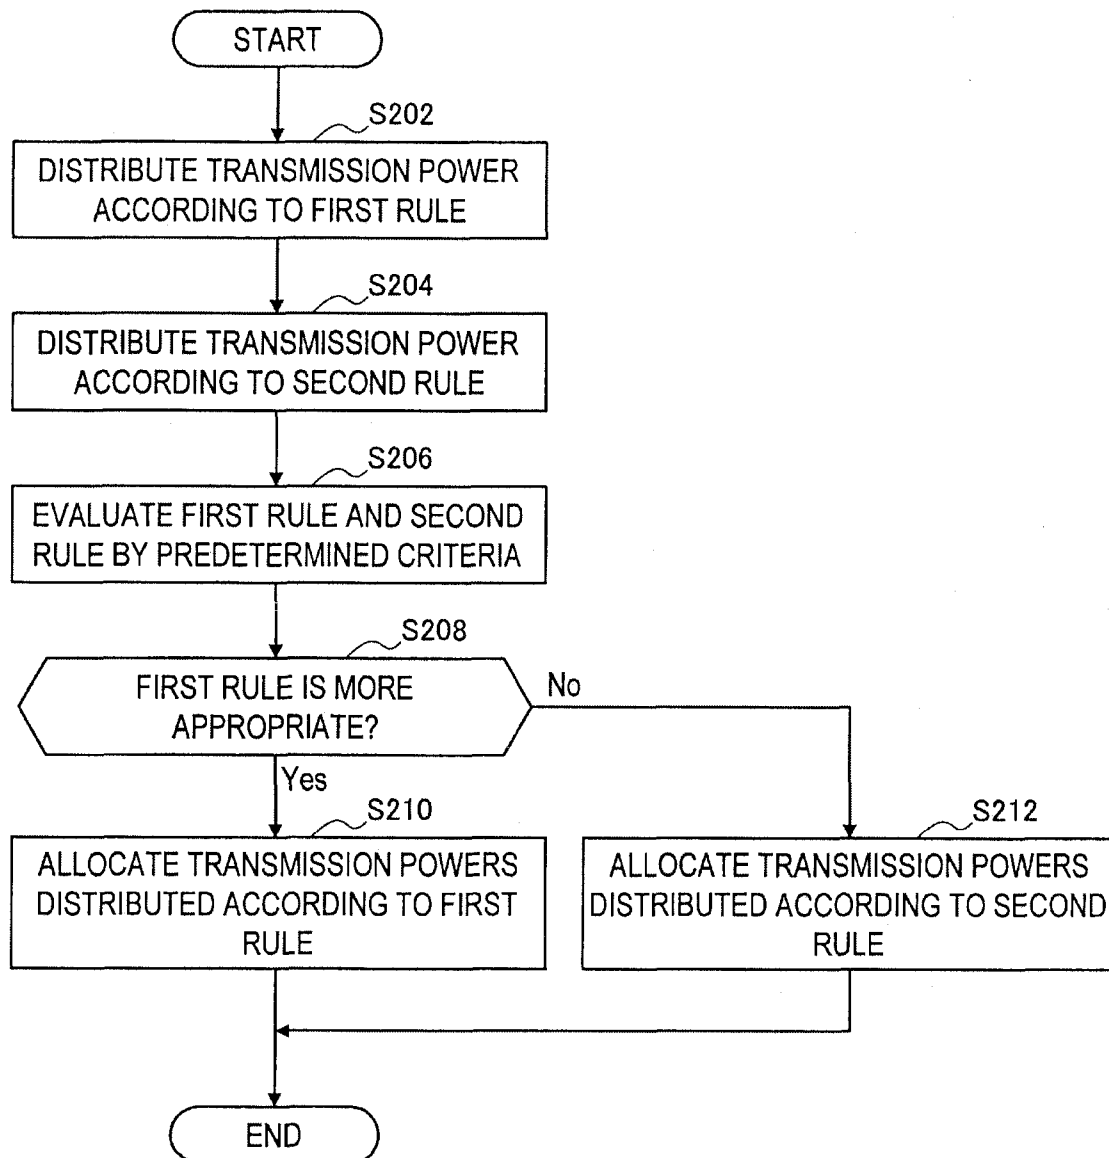 START
S202
DISTRIBUTE TRANSMISSION POWER
ACCORDING TO FIRST RULE
S204
DISTRIBUTE TRANSMISSION POWER
ACCORDING TO SECOND RULE
S206
EVALUATE FIRST RULE AND SECOND
RULE BY PREDETERMINED CRITERIA
S208
FIRST RULE IS MORE
APPROPRIATE?
No
Yes
S210
ALLOCATE TRANSMISSION POWERS
DISTRIBUTED ACCORDING TO FIRST
RULE
S212
ALLOCATE TRANSMISSION POWERS
DISTRIBUTED ACCORDING TO SECOND
RULE
END